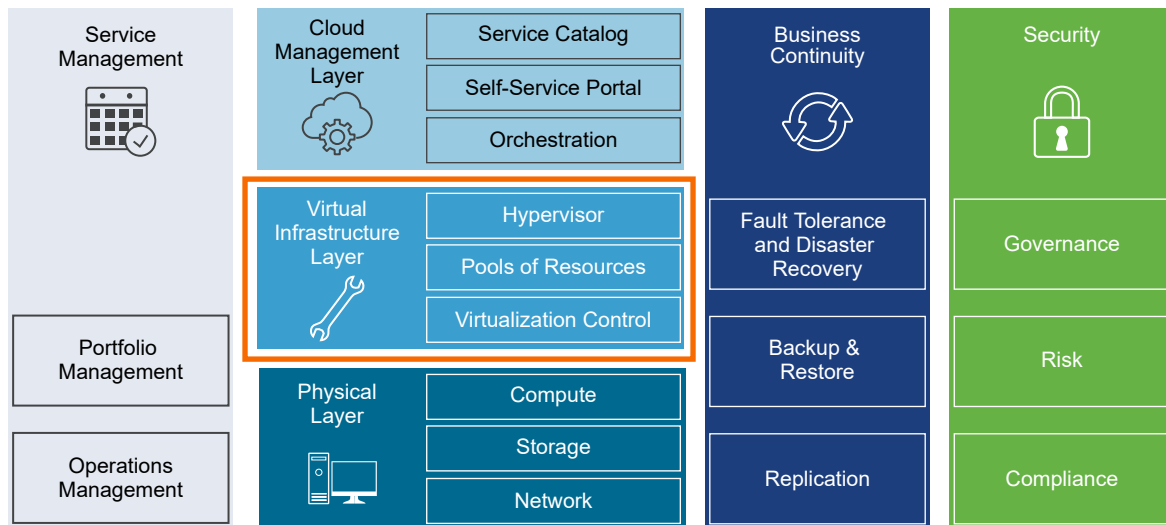 Service
Management
Portfolio
Management
Operations
Management
Cloud
Management
Layer
Service Catalog
Self-Service Portal
Orchestration
Virtual
Infrastructure
Layer
Hypervisor
Pools of Resources
Virtualization Control
Physical
Layer
Compute
Storage
Network
Business
Continuity
Fault Tolerance
and Disaster
Recovery
Backup &
Restore
Replication
Security
Governance
Risk
Compliance